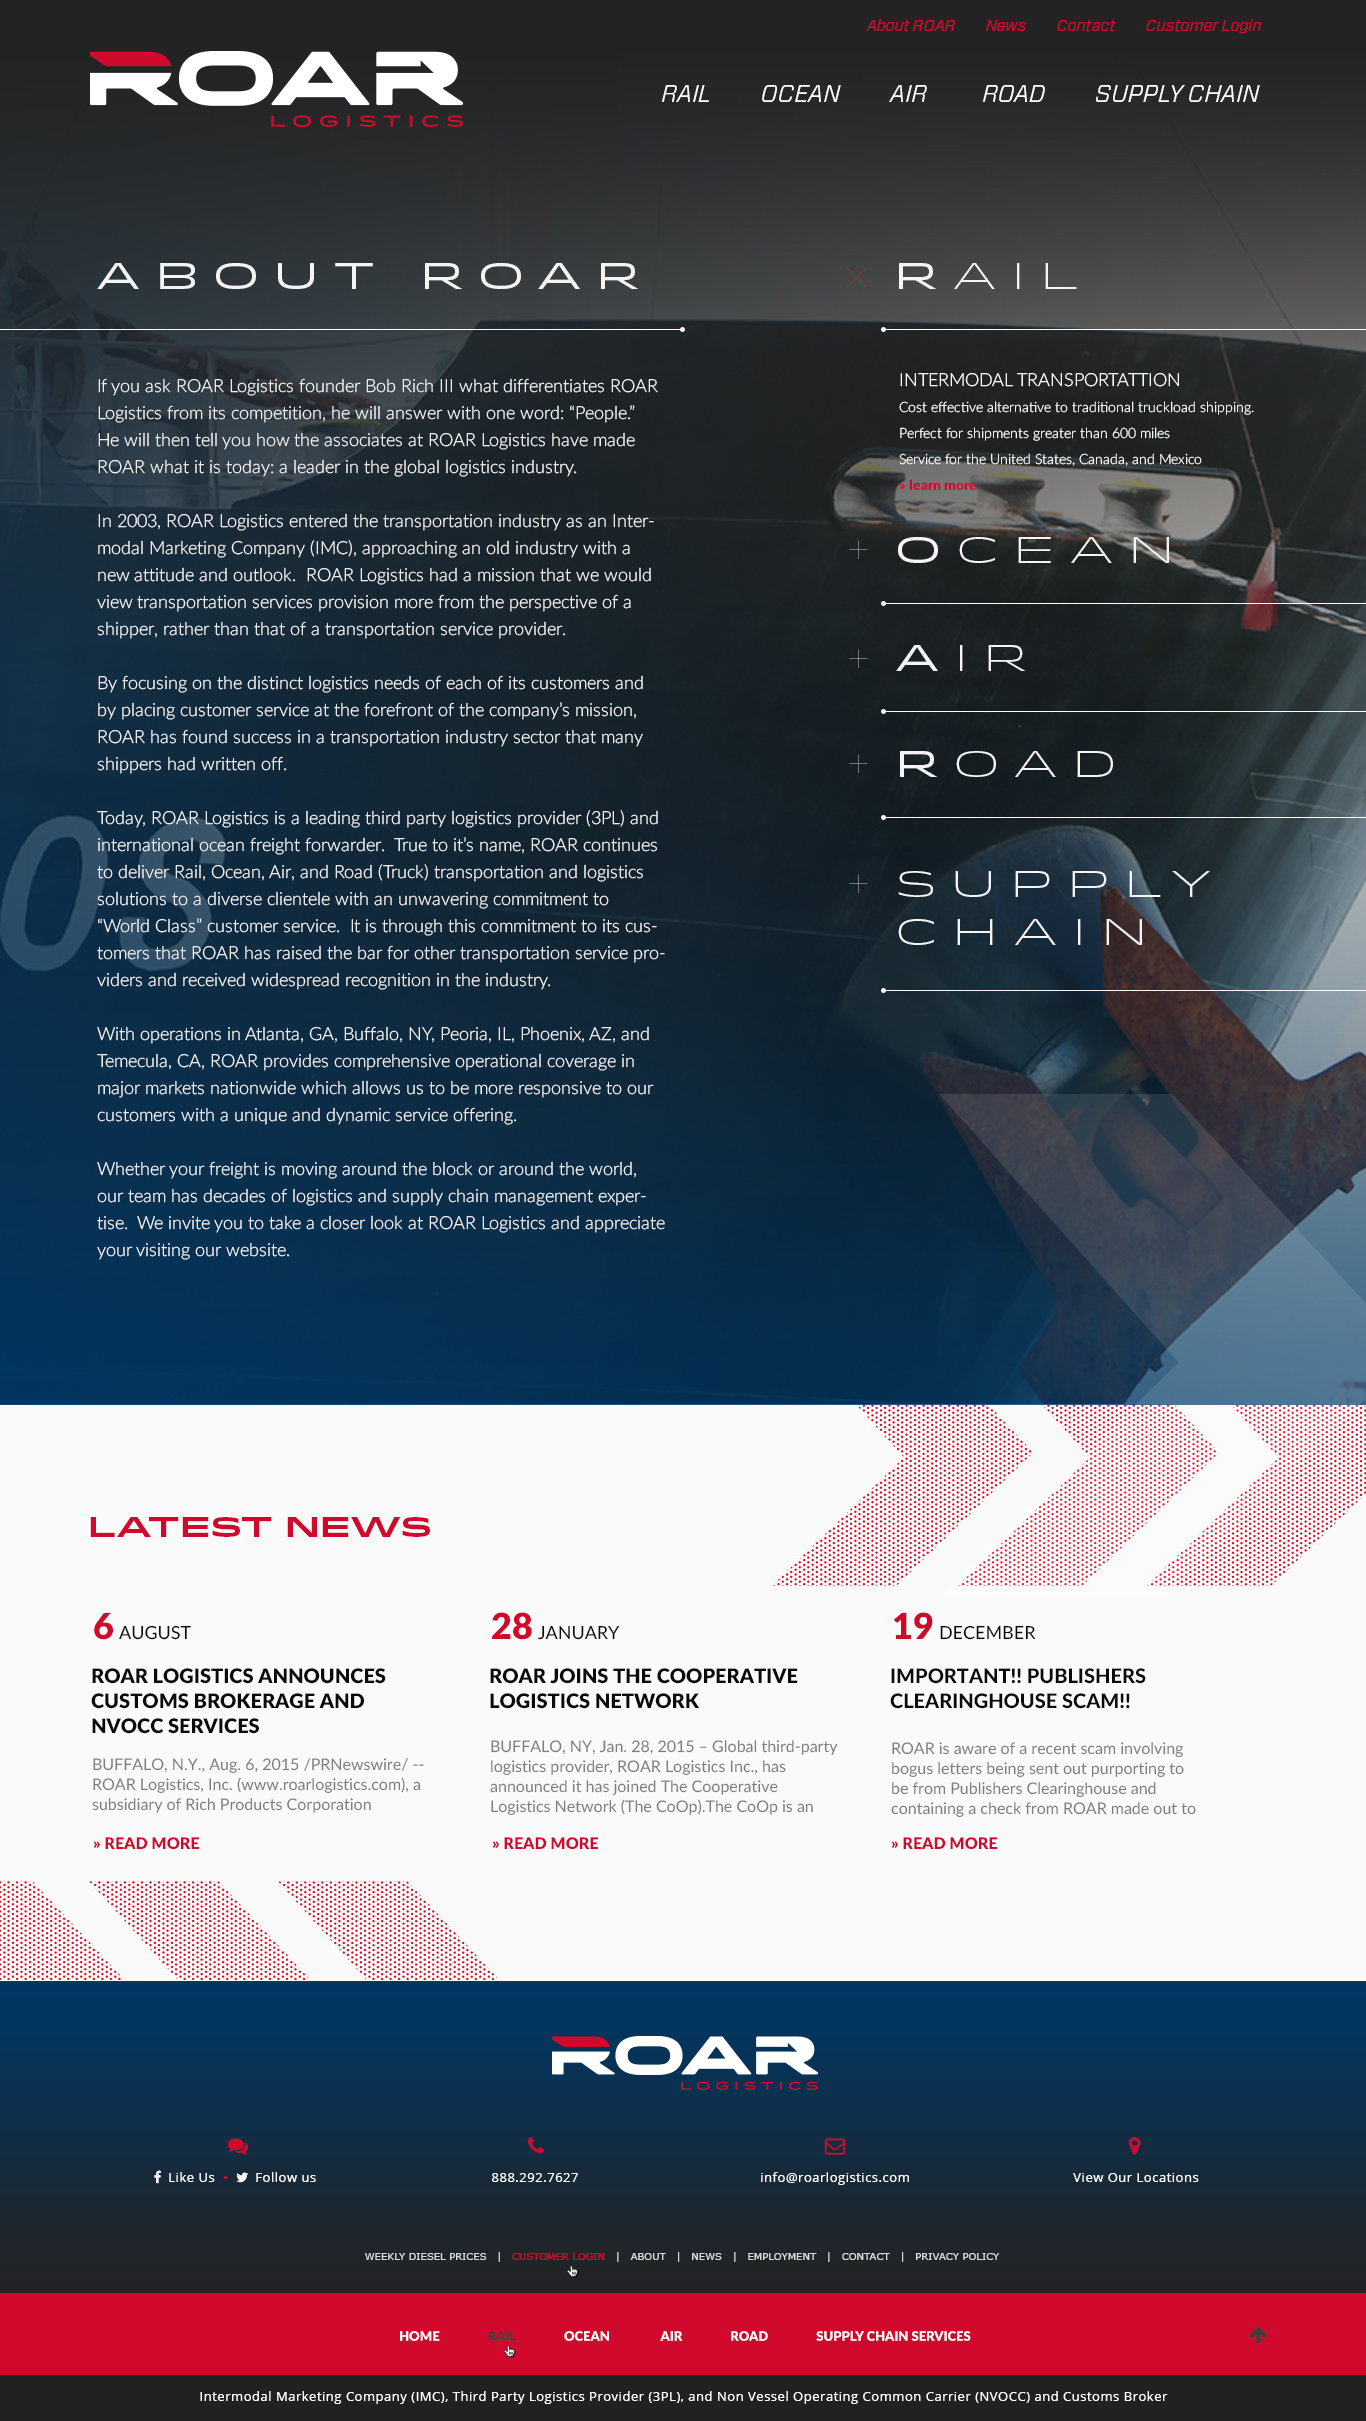 About ROAR News Contact Customer Login
ROAR
LOGISTICS
RAIL OCEAN AIR ROAD SUPPLY CHAIN
ABOUT ROAR
If you ask ROAR Logistics founder Bob Rich III what differentiates ROAR
Logistics from its competition, he will answer with one word: “People.”
He will then tell you how the associates at ROAR Logistics have made
ROAR what it is today: a leader in the global logistics industry.
In 2003, ROAR Logistics entered the transportation industry as an Inter-
modal Marketing Company (IMC), approaching an old industry with a
new attitude and outlook.  ROAR Logistics had a mission that we would
view transportation services provision more from the perspective of a
shipper, rather than that of a transportation service provider.
By focusing on the distinct logistics needs of each of its customers and
by placing customer service at the forefront of the company’s mission,
ROAR has found success in a transportation industry sector that many
shippers had written off.
Today, ROAR Logistics is a leading third party logistics provider (3PL) and
international ocean freight forwarder.  True to it’s name, ROAR continues
to deliver Rail, Ocean, Air, and Road (Truck) transportation and logistics
solutions to a diverse clientele with an unwavering commitment to
“World Class” customer service.  It is through this commitment to its cus-
tomers that ROAR has raised the bar for other transportation service pro-
viders and received widespread recognition in the industry.
With operations in Atlanta, GA, Buffalo, NY, Peoria, IL, Phoenix, AZ, and
Temecula, CA, ROAR provides comprehensive operational coverage in
major markets nationwide which allows us to be more responsive to our
customers with a unique and dynamic service offering.
Whether your freight is moving around the block or around the world,
our team has decades of logistics and supply chain management exper-
tise.  We invite you to take a closer look at ROAR Logistics and appreciate
your visiting our website.
OS
RAIL
INTERMODAL TRANSPORTATTION
Cost effective alternative to traditional truckload shipping.
Perfect for shipments greater than 600 miles
Service for the United States, Canada, and Mexico
» learn more
OCEAN
AIR
ROAD
SUPPLY
CHAIN
LATEST NEWS
6 AUGUST
ROAR LOGISTICS ANNOUNCES
CUSTOMS BROKERAGE AND
NVOCC SERVICES
BUFFALO, N.Y., Aug. 6, 2015 /PRNewswire/ --
ROAR Logistics, Inc. (www.roarlogistics.com), a
subsidiary of Rich Products Corporation
» READ MORE
28 JANUARY
ROAR JOINS THE COOPERATIVE
LOGISTICS NETWORK
BUFFALO, NY, Jan. 28, 2015 – Global third-party
logistics provider, ROAR Logistics Inc., has
announced it has joined The Cooperative
Logistics Network (The CoOp).The CoOp is an
» READ MORE
19 DECEMBER
IMPORTANT!! PUBLISHERS
CLEARINGHOUSE SCAM!!
ROAR is aware of a recent scam involving
bogus letters being sent out purporting to
be from Publishers Clearinghouse and
containing a check from ROAR made out to
» READ MORE
ROAR
LOGISTICS
Like Us • Follow us
888.292.7627
info@roarlogistics.com
View Our Locations
WEEKLY DIESEL PRICES | CUSTOMER LOGIN | ABOUT | NEWS | EMPLOYMENT | CONTACT | PRIVACY POLICY
HOME RAIL OCEAN AIR ROAD SUPPLY CHAIN SERVICES
Intermodal Marketing Company (IMC), Third Party Logistics Provider (3PL), and Non Vessel Operating Common Carrier (NVOCC) and Customs Broker